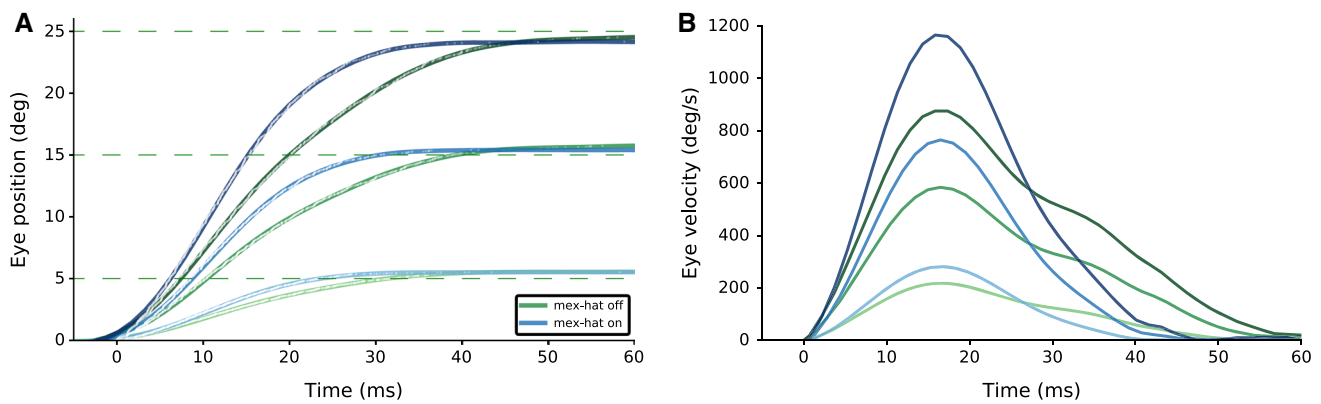 A
Eye position (deg)
25
20
15
10
5
0
0 10 20 30 40 50 60
Time (ms)
mex-hat off
mex-hat on
B
Eye velocity (deg/s)
1200
1000
800
600
400
200
0
0 10 20 30 40 50 60
Time (ms)